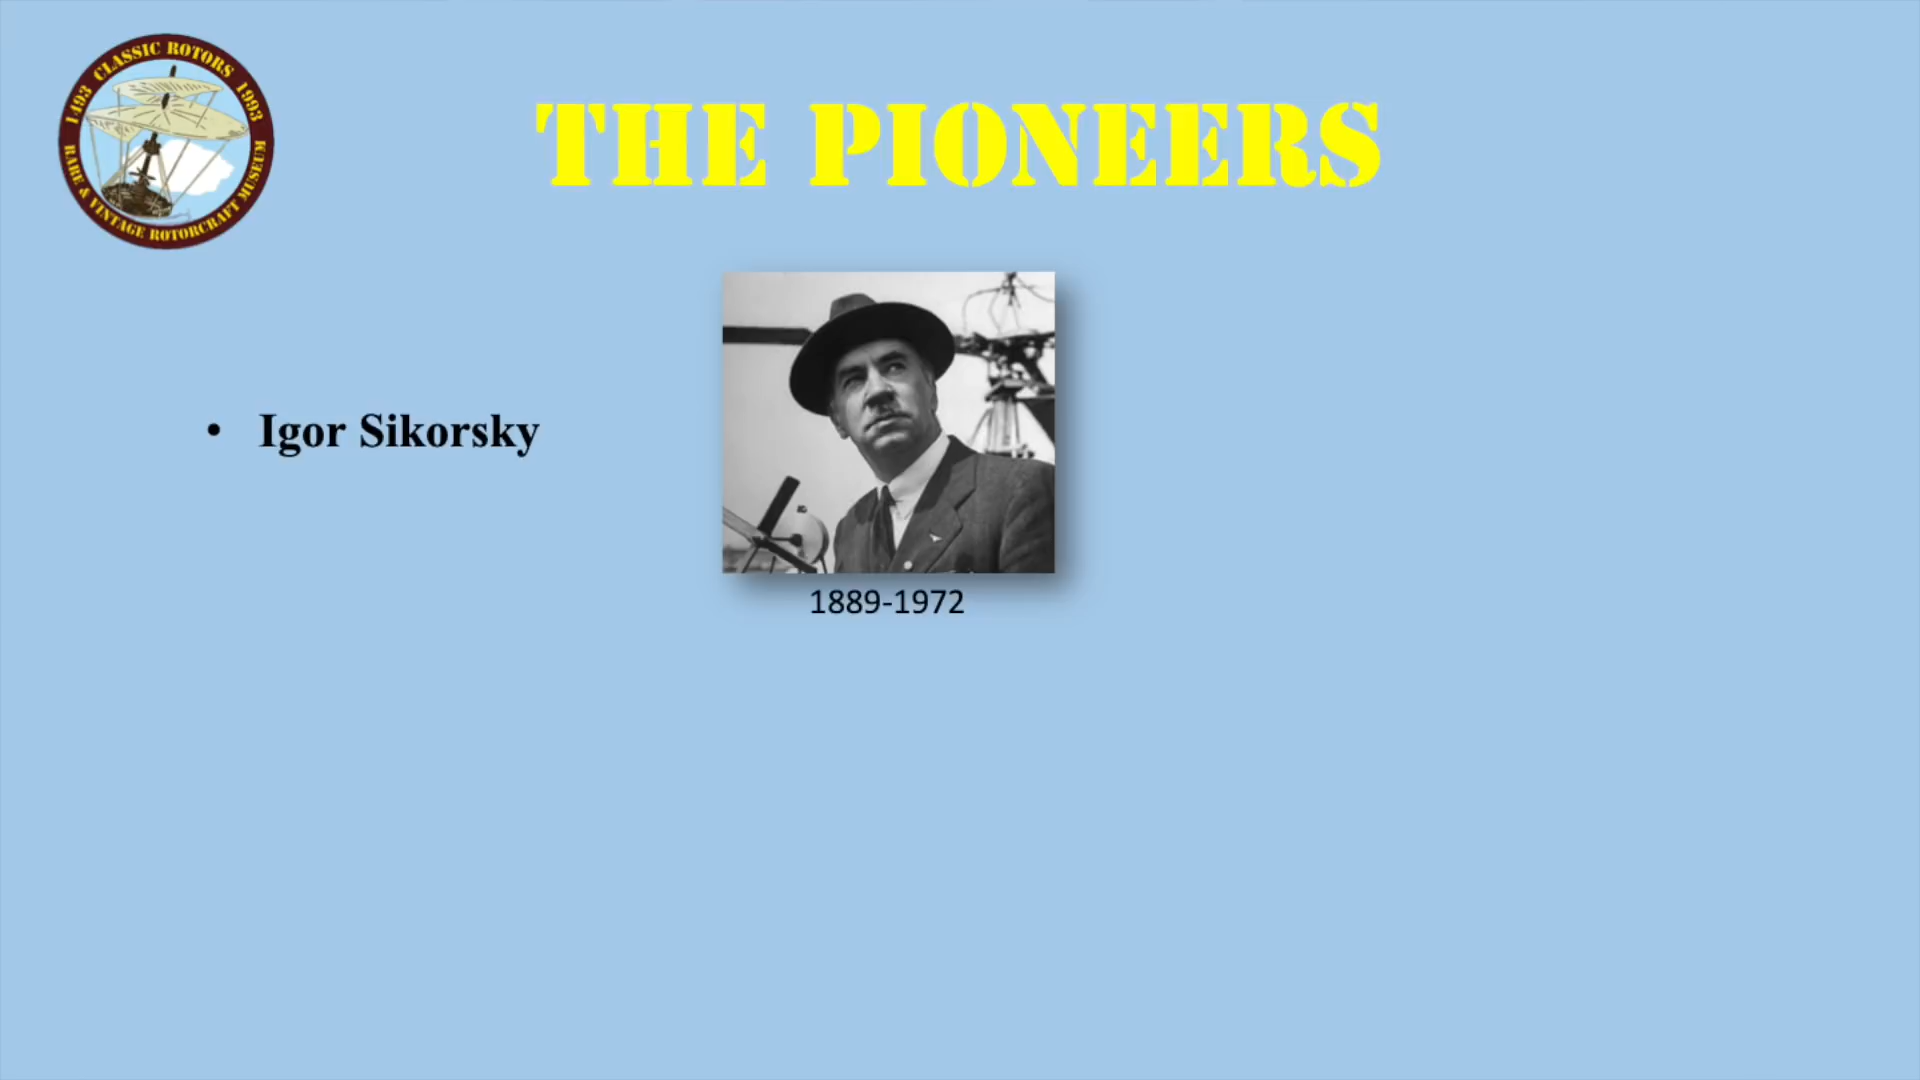 1493 CLASSIC ROTORS 1993
RARE & VINTAGE ROTORCRAFT MUSEUM
THE PIONEERS
• Igor Sikorsky
1889-1972